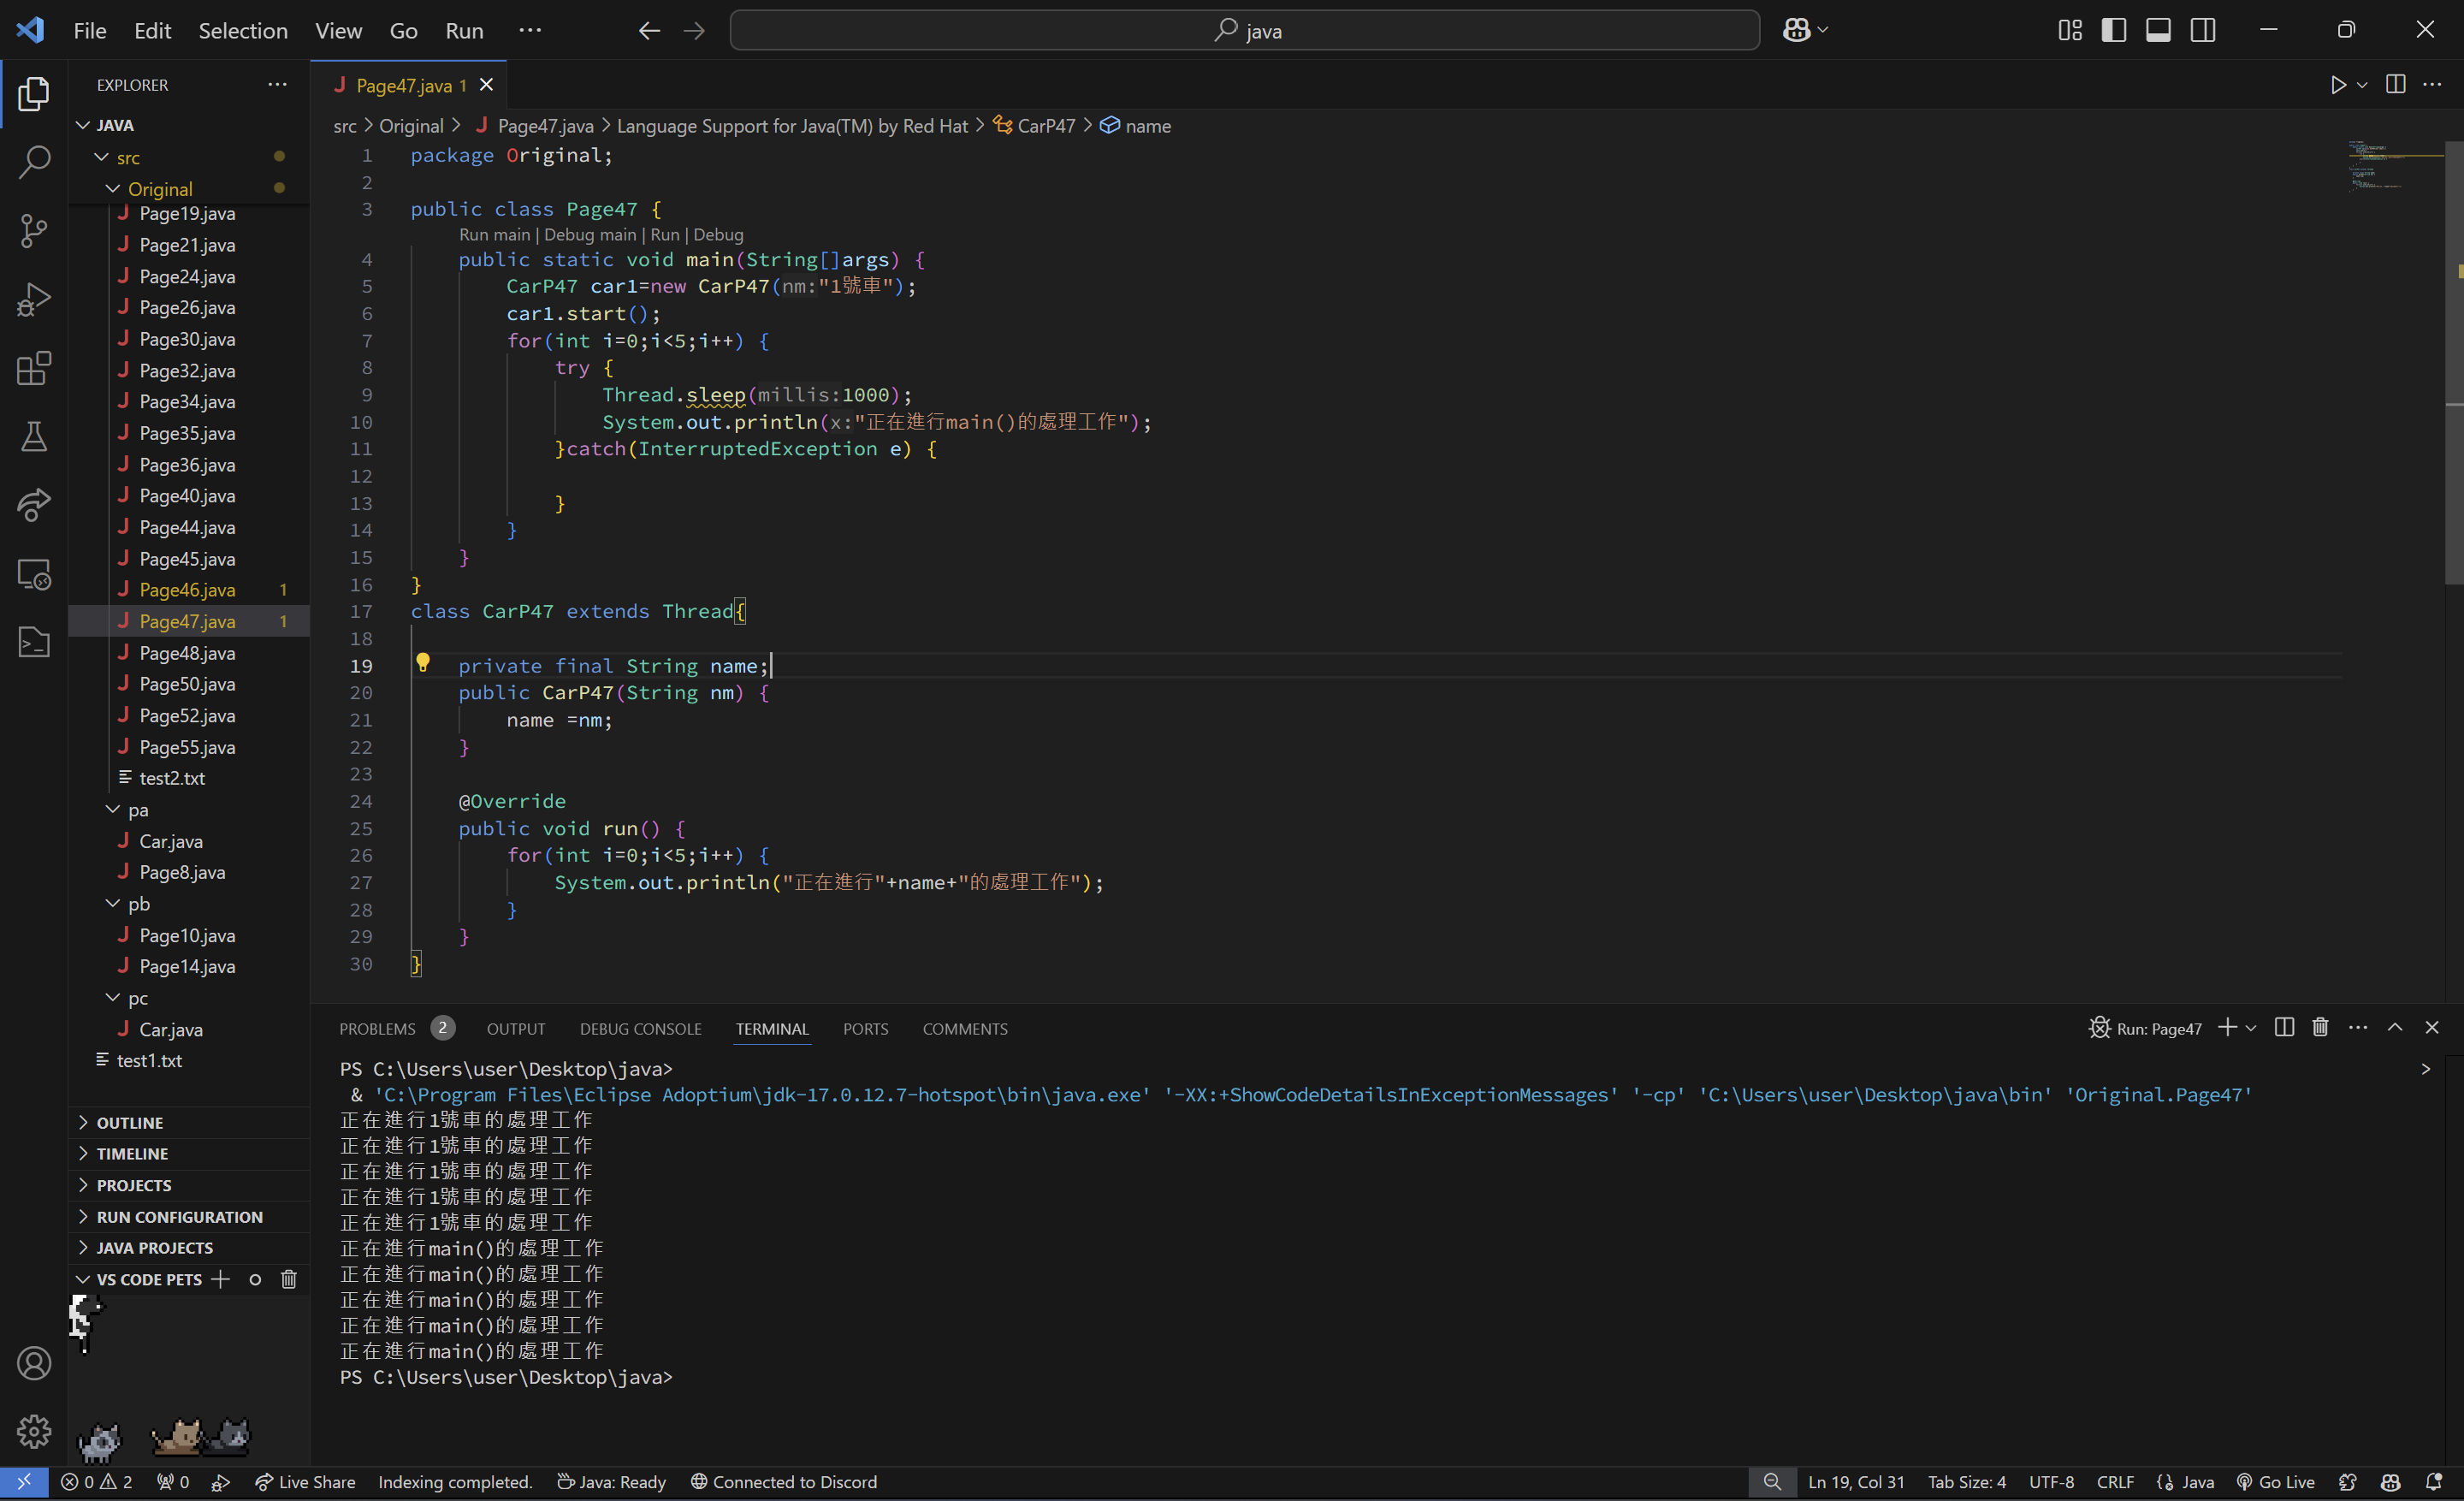 File Edit Selection View Go Run ··· java
EXPLORER ···
JAVA
src
Original
Page19.java
Page21.java
Page24.java
Page26.java
Page30.java
Page32.java
Page34.java
Page35.java
Page36.java
Page40.java
Page44.java
Page45.java
Page46.java 1
Page47.java 1
Page48.java
Page50.java
Page52.java
Page55.java
test2.txt
pa
Car.java
Page8.java
pb
Page10.java
Page14.java
pc
Car.java
test1.txt
OUTLINE
TIMELINE
PROJECTS
RUN CONFIGURATION
JAVA PROJECTS
VS CODE PETS
Page47.java 1
src > Original > Page47.java > Language Support for Java(TM) by Red Hat > CarP47 > name
1 package Original;
2
3 public class Page47 {
Run main | Debug main | Run | Debug
4 public static void main(String[]args) {
5 CarP47 car1=new CarP47(nm:"1號車");
6 car1.start();
7 for(int i=0;i<5;i++) {
8 try {
9 Thread.sleep(millis:1000);
10 System.out.println(x:"正在進行main()的處理工作");
11 }catch(InterruptedException e) {
12
13 }
14 }
15 }
16 }
17 class CarP47 extends Thread{
18
19 private final String name;
20 public CarP47(String nm) {
21 name =nm;
22 }
23
24 @Override
25 public void run() {
26 for(int i=0;i<5;i++) {
27 System.out.println("正在進行"+name+"的處理工作");
28 }
29 }
30 }
PROBLEMS 2 OUTPUT DEBUG CONSOLE TERMINAL PORTS COMMENTS Run: Page47
PS C:\Users\user\Desktop\java>
& 'C:\Program Files\Eclipse Adoptium\jdk-17.0.12.7-hotspot\bin\java.exe' '-XX:+ShowCodeDetailsInExceptionMessages' '-cp' 'C:\Users\user\Desktop\java\bin' 'Original.Page47'
正在進行1號車的處理工作
正在進行1號車的處理工作
正在進行1號車的處理工作
正在進行1號車的處理工作
正在進行1號車的處理工作
正在進行main()的處理工作
正在進行main()的處理工作
正在進行main()的處理工作
正在進行main()的處理工作
正在進行main()的處理工作
PS C:\Users\user\Desktop\java>
0 2 0 Live Share Indexing completed. Java: Ready Connected to Discord Ln 19, Col 31 Tab Size: 4 UTF-8 CRLF Java Go Live